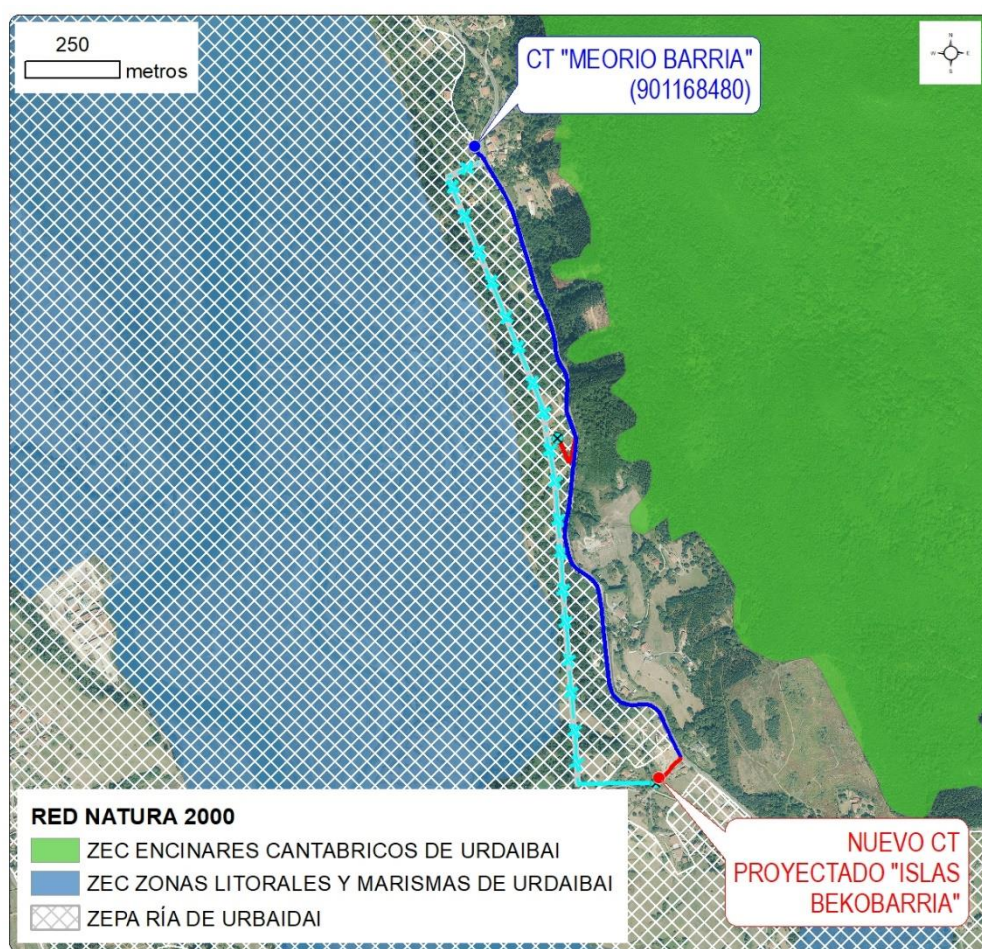 250
metros
N
W E
S
CT "MEORIO BARRIA"
(901168480)
RED NATURA 2000
ZEC ENCINARES CANTABRICOS DE URDAIBAI
ZEC ZONAS LITORALES Y MARISMAS DE URDAIBAI
ZEPA RÍA DE URBAIDAI
NUEVO CT
PROYECTADO "ISLAS
BEKOBARRIA"